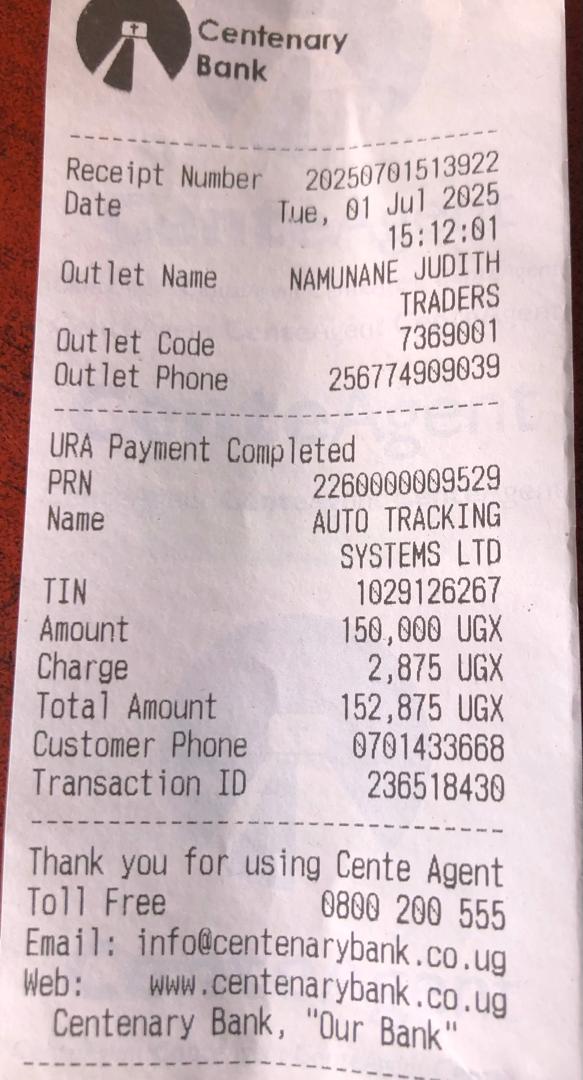 Centenary
Bank
Receipt Number 20250701513922
Date Tue, 01 Jul 2025
15:12:01
Outlet Name NAMUNANE JUDITH
TRADERS
Outlet Code 7369001
Outlet Phone 256774909039
URA Payment Completed
PRN 2260000009529
Name AUTO TRACKING
SYSTEMS LTD
TIN 1029126267
Amount 150,000 UGX
Charge 2,875 UGX
Total Amount 152,875 UGX
Customer Phone 0701433668
Transaction ID 236518430
Thank you for using Cente Agent
Toll Free 0800 200 555
Email: info@centenarybank.co.ug
Web: www.centenarybank.co.ug
Centenary Bank, "Our Bank"